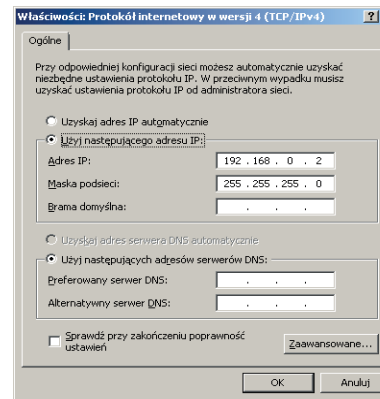 Właściwości: Protokół internetowy w wersji 4 (TCP/IPv4)
?
Ogólne
Przy odpowiedniej konfiguracji sieci możesz automatycznie uzyskać
niezbędne ustawienia protokołu IP. W przeciwnym wypadku musisz
uzyskać ustawienia protokołu IP od administratora sieci.
Uzyskaj adres IP automatycznie
Użyj następującego adresu IP:
Adres IP: 192 . 168 . 0 . 2
Maska podsieci: 255 . 255 . 255 . 0
Brama domyślna: . . .
Uzyskaj adres serwera DNS automatycznie
Użyj następujących adresów serwerów DNS:
Preferowany serwer DNS: . . .
Alternatywny serwer DNS: . . .
Sprawdź przy zakończeniu poprawność
ustawień
Zaawansowane...
OK Anuluj